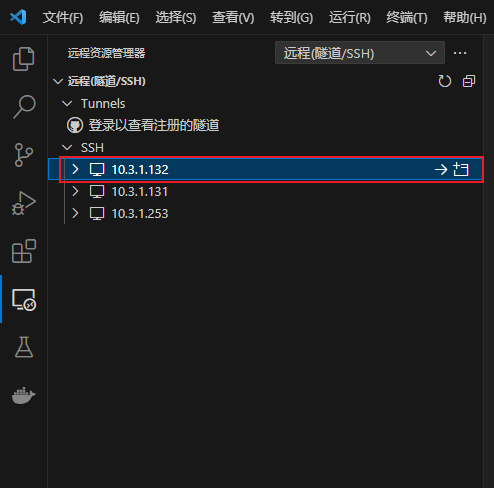 文件(F) 编辑(E) 选择(S) 查看(V) 转到(G) 运行(R) 终端(T) 帮助(H)
远程资源管理器 远程(隧道/SSH)
远程(隧道/SSH)
Tunnels
登录以查看注册的隧道
SSH
10.3.1.132
10.3.1.131
10.3.1.253